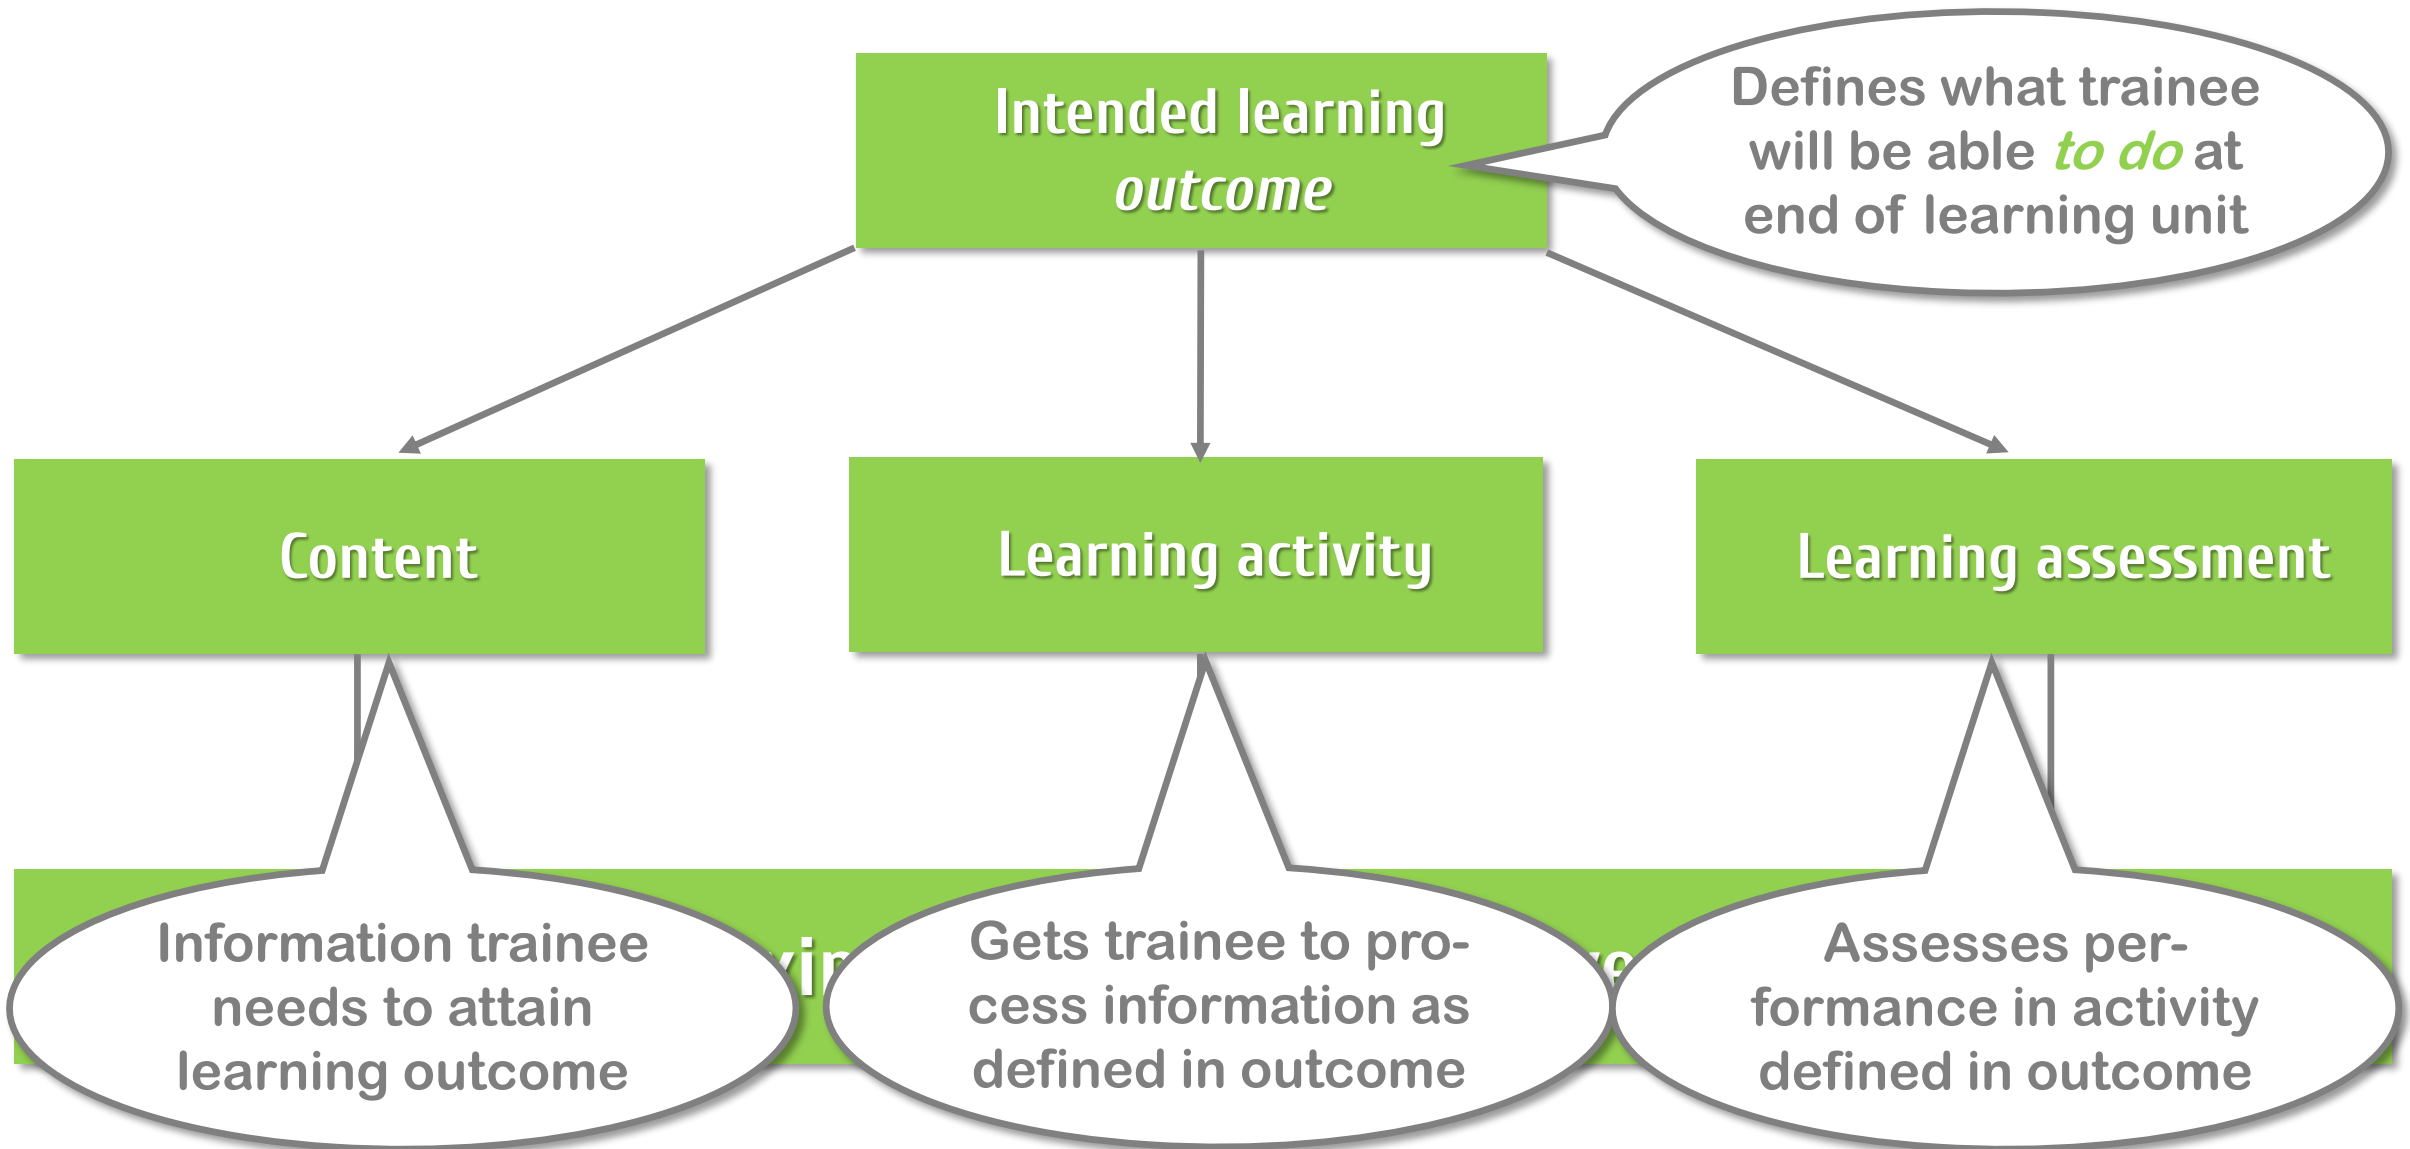 Intended learning
outcome
Defines what trainee
will be able to do at
end of learning unit
Content
Learning activity
Learning assessment
Information trainee
needs to attain
learning outcome
Gets trainee to pro-
cess information as
defined in outcome
Assesses per-
formance in activity
defined in outcome